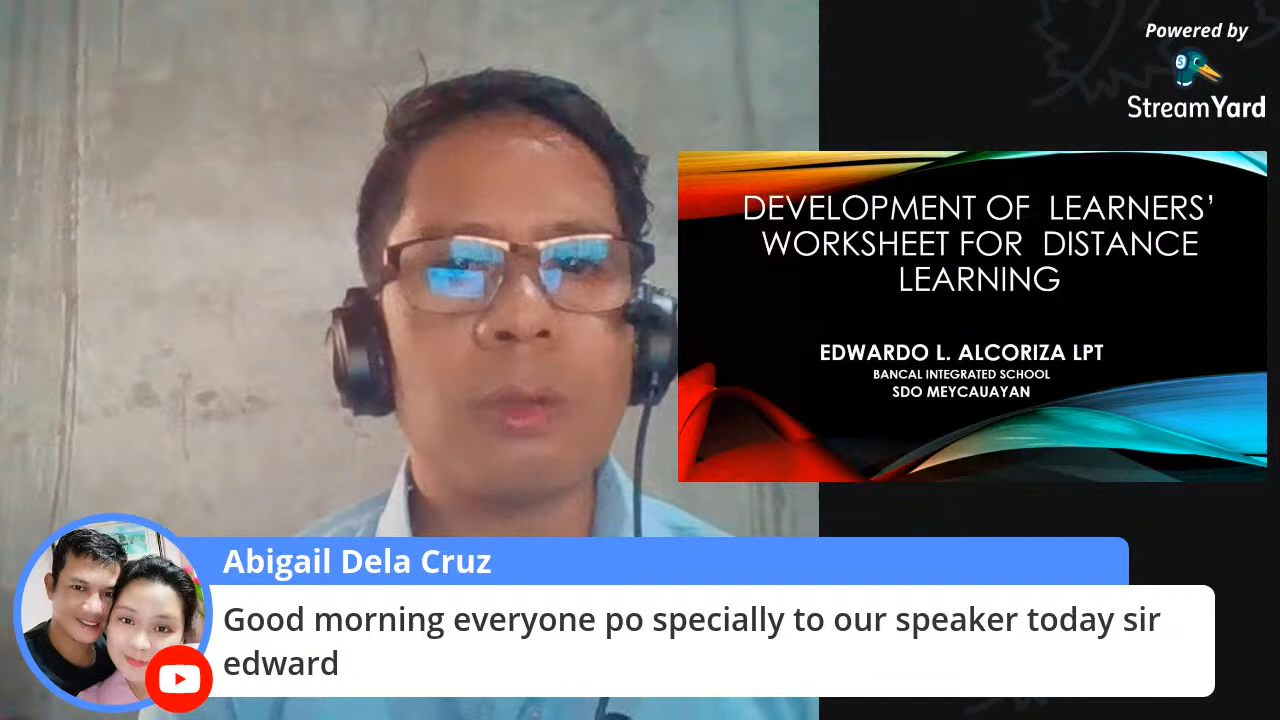 Powered by
StreamYard
DEVELOPMENT OF LEARNERS'
WORKSHEET FOR DISTANCE
LEARNING
EDWARDO L. ALCORIZA LPT
BANCAL INTEGRATED SCHOOL
SDO MEYCAUAYAN
Abigail Dela Cruz
Good morning everyone po specially to our speaker today sir
edward